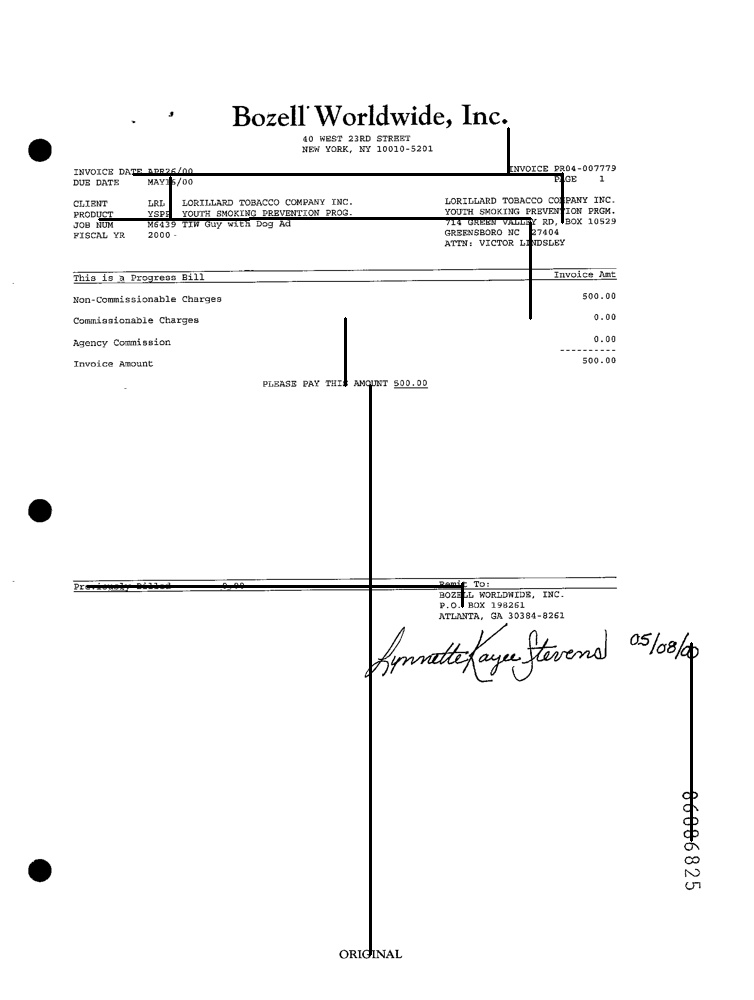 Bozell Worldwide, Inc.
40 WEST 23RD STREET
NEW YORK, NY 10010-5201
INVOICE DATE APR26/00 INVOICE PR04-007779
DUE DATE PAGE 1
CLIENT LRL LORILLARD TOBACCO COMPANY INC. LORILLARD TOBACCO COMPANY INC.
PRODUCT YSPP YOUTH SMOKING PREVENTION PROG. YOUTH SMOKING PREVENTION PRGM.
JOB NUM M6439 TIW Guy with Dog Ad 714 GREEN VALLEY RD, BOX 10529
FISCAL YR 2000 GREENSBORO NC 27404
ATTN: VICTOR LINDSLEY
This is a Progress Bill Invoice Amt
Non-Commissionable Charges 500.00
Commissionable Charges 0.00
Agency Commission 0.00
----------
Invoice Amount 500.00
PLEASE PAY THIS AMOUNT 500.00
Previously Billed 0.00 Remit To:
BOZELL WORLDWIDE, INC.
P.O. BOX 198261
ATLANTA, GA 30384-8261
Lynnette Kayee Stevens 05/08/00
86086825
ORIGINAL